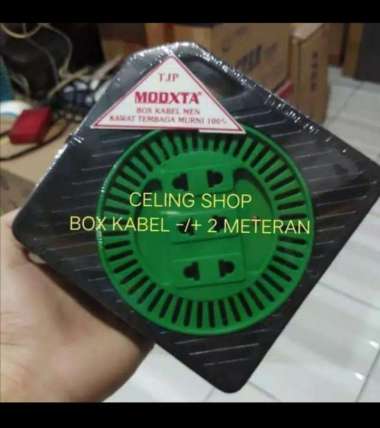 TJP
MODXTA
BOX KABEL MEN
KAWAT TEMBAGA MURNI 100%
CELING SHOP
BOX KABEL -/+ 2 METERAN